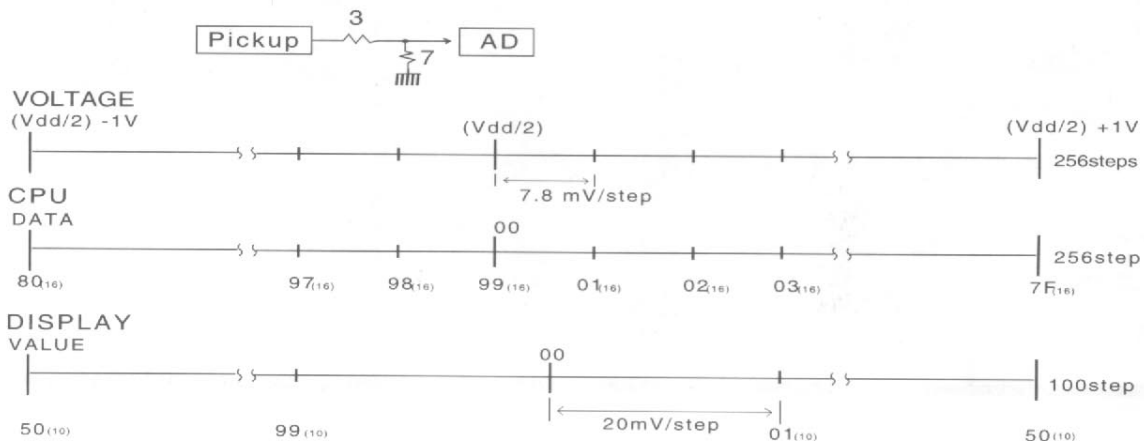 3
Pickup AD
7
VOLTAGE
(Vdd/2) -1V (Vdd/2) (Vdd/2) +1V
256steps
7.8 mV/step
CPU
DATA
00
256step
80(16) 97(16) 98(16) 99(16) 01(16) 02(16) 03(16) 7F(16)
DISPLAY
VALUE
00
100step
20mV/step
50(10) 99(10) 01(10) 50(10)